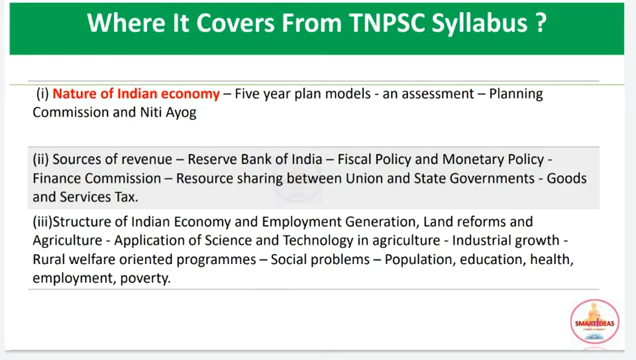 Where It Covers From TNPSC Syllabus ?
(i) Nature of Indian economy – Five year plan models - an assessment – Planning
Commission and Niti Ayog
(ii) Sources of revenue – Reserve Bank of India – Fiscal Policy and Monetary Policy -
Finance Commission – Resource sharing between Union and State Governments - Goods
and Services Tax.
(iii)Structure of Indian Economy and Employment Generation, Land reforms and
Agriculture - Application of Science and Technology in agriculture - Industrial growth -
Rural welfare oriented programmes – Social problems – Population, education, health,
employment, poverty.
SMART IDEAS